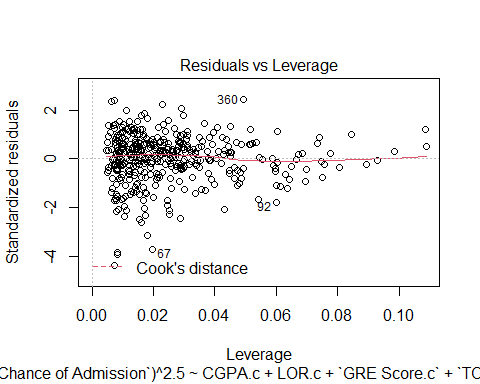 Residuals vs Leverage
Standardized residuals
2
0
-2
-4
360
92
67
Cook's distance
0.00
0.02
0.04
0.06
0.08
0.10
Leverage
Chance of Admission`)^2.5 ~ CGPA.c + LOR.c + `GRE Score.c` + `TO